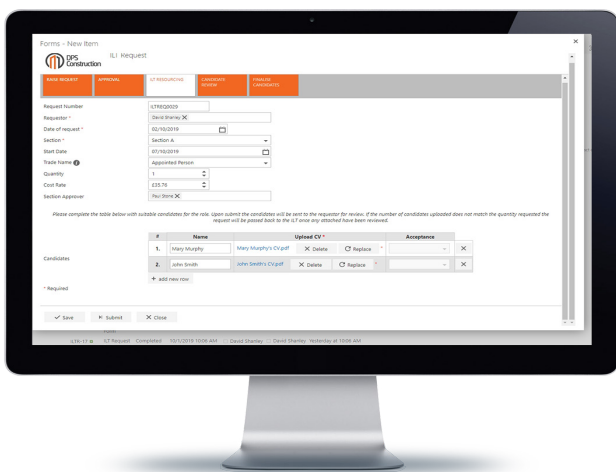 Forms - New Item
DPS Construction
ILI Request
RAISE REQUEST
APPROVAL
ILT RESOURCING
CANDIDATE REVIEW
FINALISE CANDIDATES
Request Number ILTREQ0029
Requestor * David Shanley X
Date of request * 02/10/2019
Section * Section A
Start Date 07/10/2019
Trade Name Appointed Person
Quantity 1
Cost Rate £35.76
Section Approver Paul Stone X
Please complete the table below with suitable candidates for the role. Upon submit the candidates will be sent to the requestor for review. If the number of candidates uploaded does not match the quantity requested the
request will be passed back to the ILT once any attached have been reviewed.
# Name Upload CV * Acceptance
1. Mary Murphy Mary Murphy's CV.pdf X Delete Replace *
Candidates
2. John Smith John Smith's CV.pdf X Delete Replace *
+ add new row
* Required
Save Submit Close
ILTR-17 ILT Request Completed 10/1/2019 10:06 AM David Shanley David Shanley Yesterday at 10:06 AM